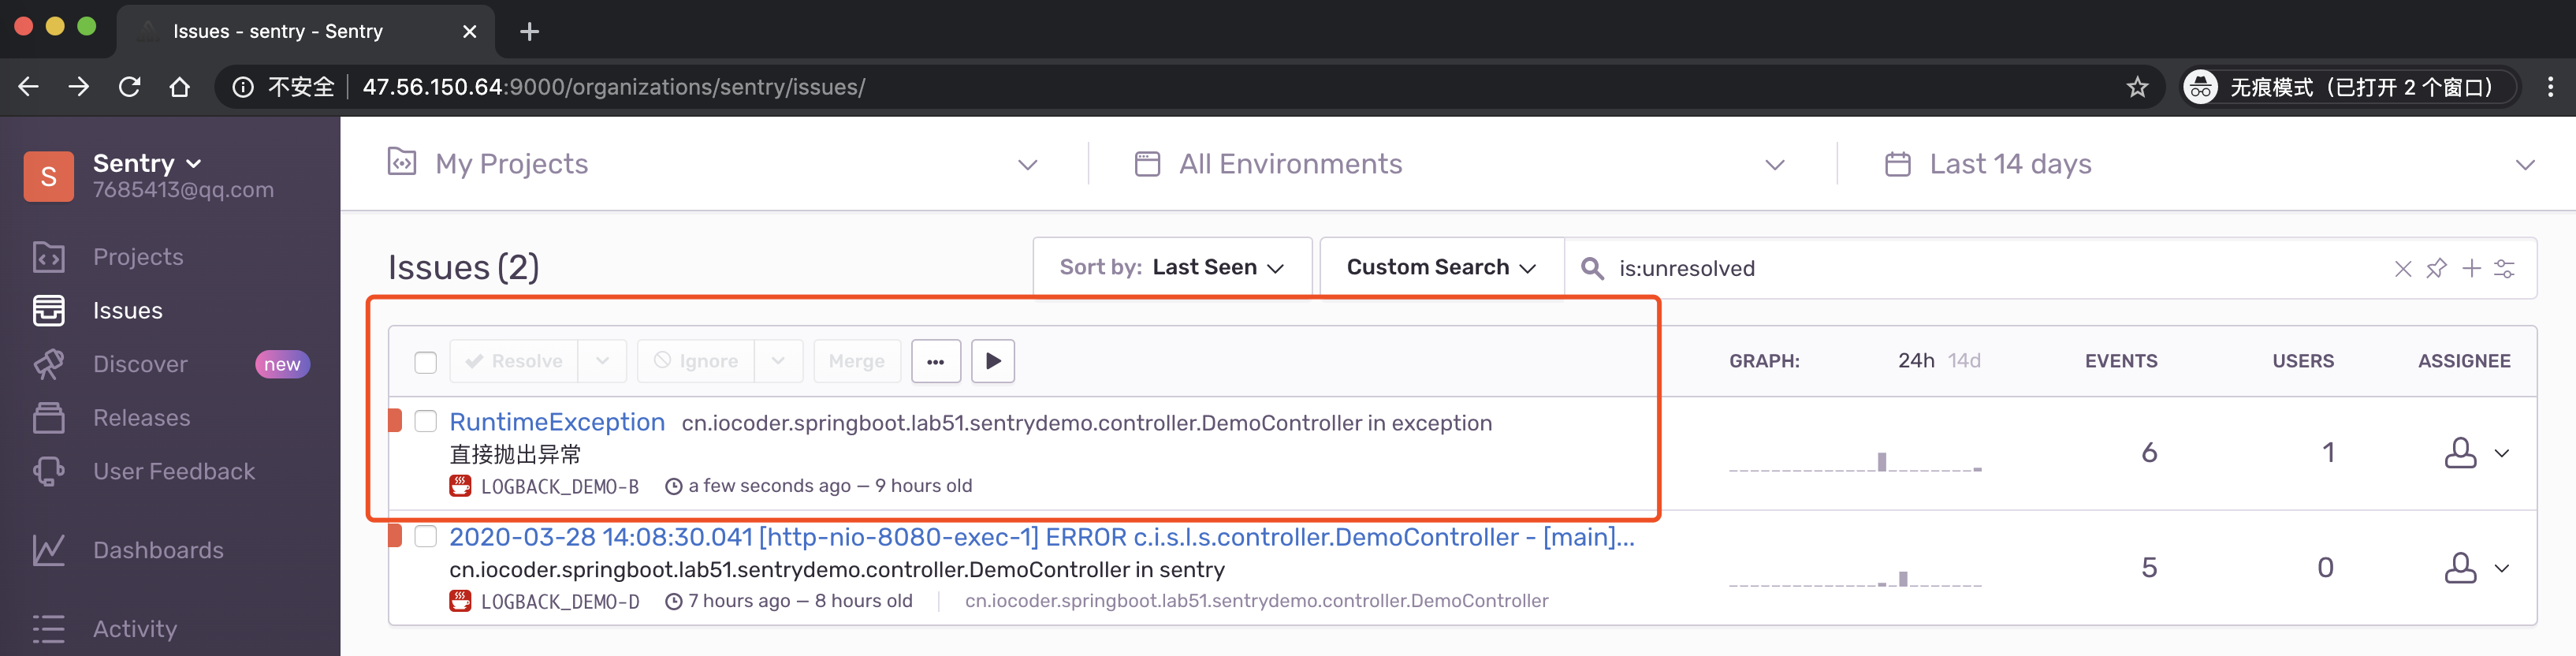 Issues - sentry - Sentry
不安全 47.56.150.64:9000/organizations/sentry/issues/ 无痕模式（已打开 2 个窗口）
S
Sentry
7685413@qq.com
Projects
Issues
Discover new
Releases
User Feedback
Dashboards
Activity
My Projects All Environments Last 14 days
Issues (2) Sort by: Last Seen Custom Search is:unresolved
Resolve Ignore Merge GRAPH: 24h 14d EVENTS USERS ASSIGNEE
RuntimeException cn.iocoder.springboot.lab51.sentrydemo.controller.DemoController in exception
直接抛出异常 6 1
LOGBACK_DEMO-B a few seconds ago — 9 hours old
2020-03-28 14:08:30.041 [http-nio-8080-exec-1] ERROR c.i.s.l.s.controller.DemoController - [main]...
cn.iocoder.springboot.lab51.sentrydemo.controller.DemoController in sentry 5 0
LOGBACK_DEMO-D 7 hours ago — 8 hours old cn.iocoder.springboot.lab51.sentrydemo.controller.DemoController